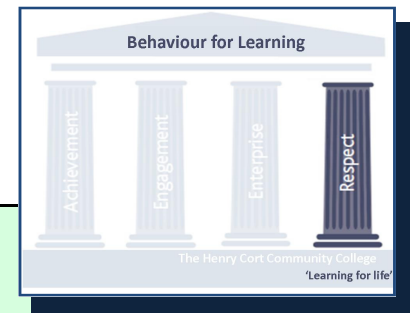 Behaviour for Learning
Achievement
Engagement
Enterprise
Respect
The Henry Cort Community College
'Learning for life'